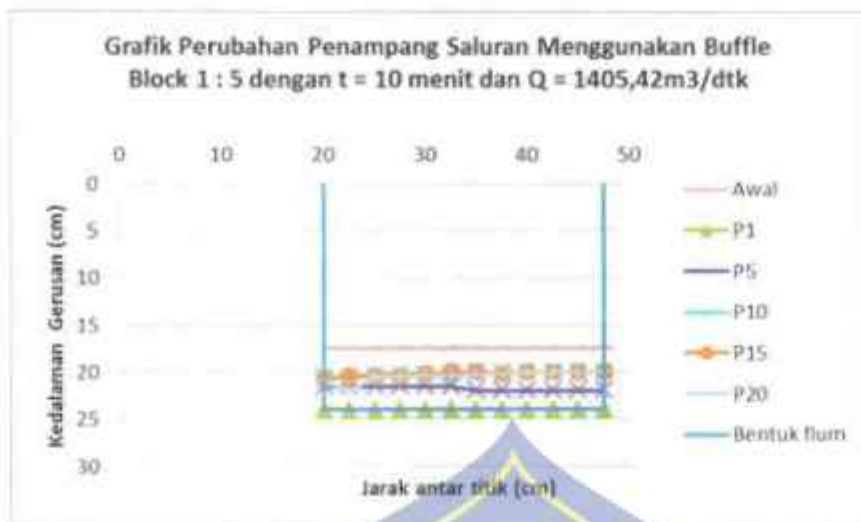 Grafik Perubahan Penampang Saluran Menggunakan Buffle
Block 1 : 5 dengan t = 10 menit dan Q = 1405,42m3/dtk
0 10 20 30 40 50
0
5
10
15
20
25
30
Kedalaman Gerusan (cm)
Jarak antar titik (cm)
Awal
P1
P5
P10
P15
P20
Bentuk flum